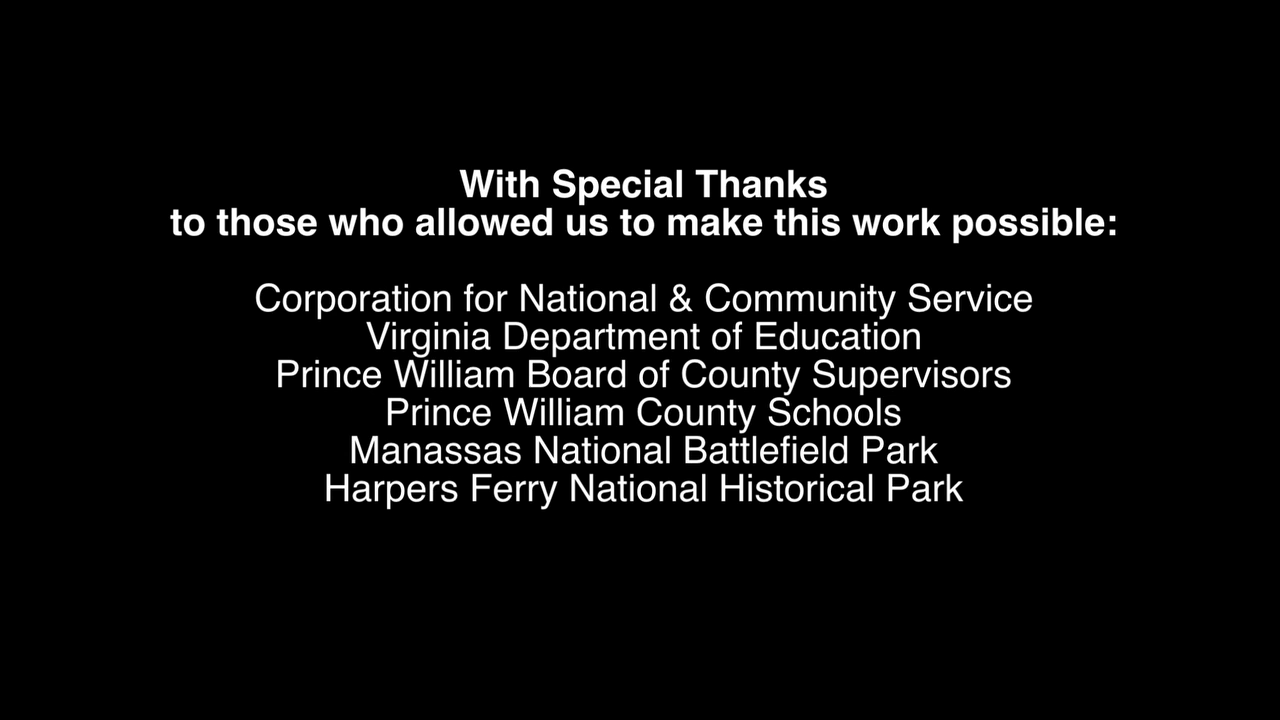 With Special Thanks
to those who allowed us to make this work possible:
Corporation for National & Community Service
Virginia Department of Education
Prince William Board of County Supervisors
Prince William County Schools
Manassas National Battlefield Park
Harpers Ferry National Historical Park